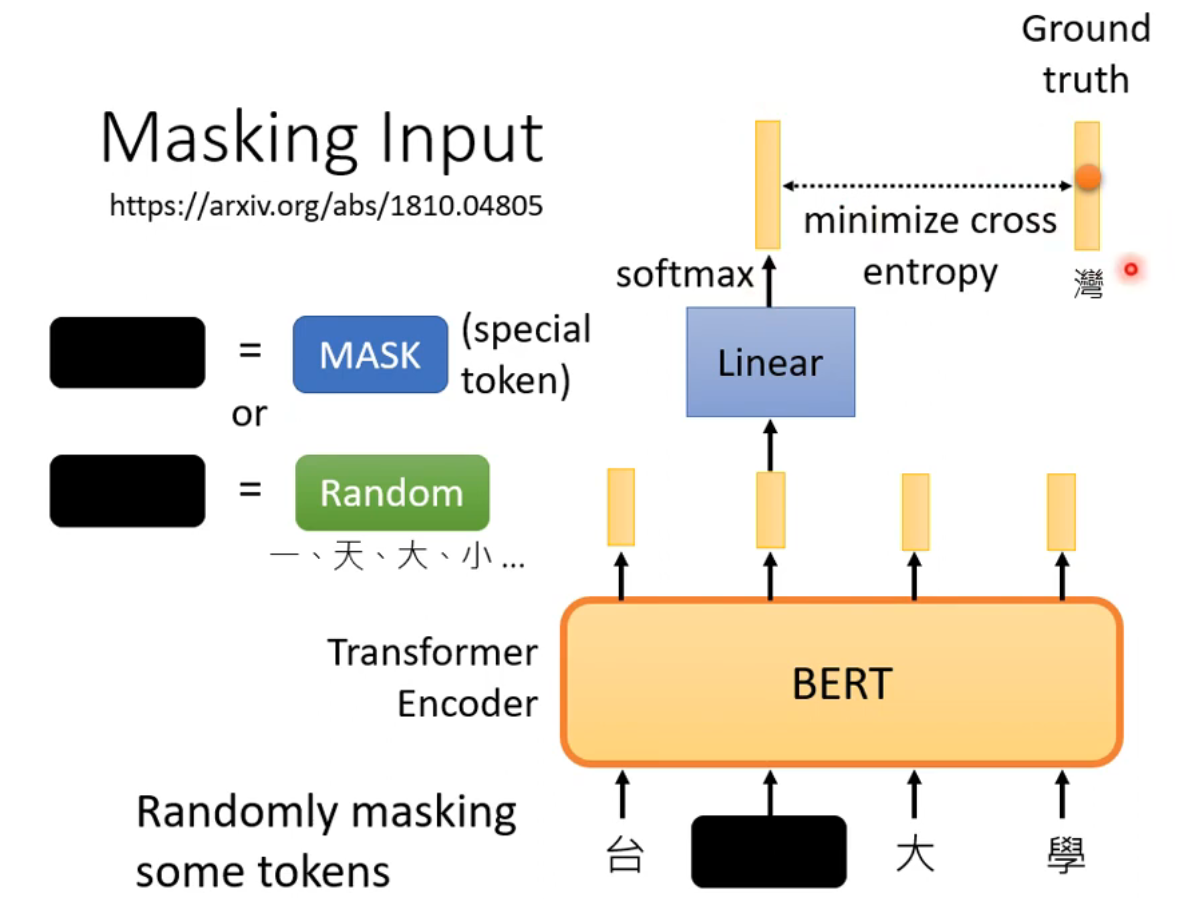 Ground
truth
Masking Input
https://arxiv.org/abs/1810.04805
minimize cross
entropy
softmax
灣
(special
token)
= MASK
or
Linear
= Random
一、天、大、小...
Transformer
Encoder
BERT
Randomly masking
some tokens
台 大 學